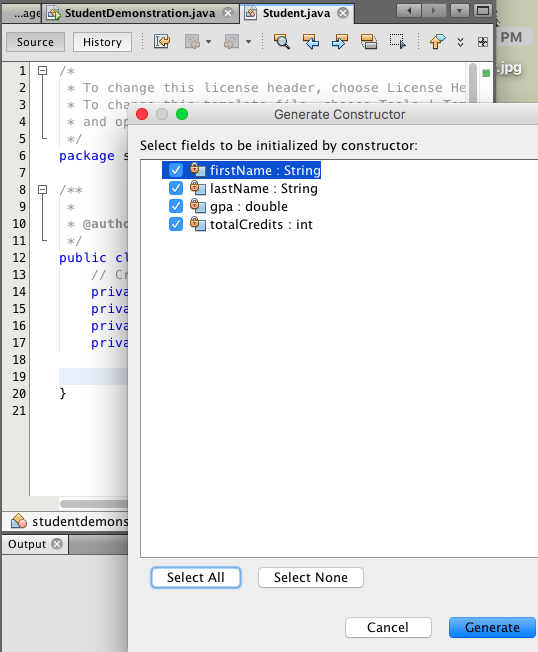 ...age StudentDemonstration.java Student.java
PM
.jpg
Source History
1 /*
2 * To change this license header, choose License He
3 * To change this template file, choose Tools | Tem
4 * and op
5 */
6 package s
7
8 /**
9 *
10 * @autho
11 */
12 public cl
13 // Cr
14 priva
15 priva
16 priva
17 priva
18
19
20 }
21
Generate Constructor
Select fields to be initialized by constructor:
firstName : String
lastName : String
gpa : double
totalCredits : int
studentdemons
Output
Select All Select None
Cancel Generate